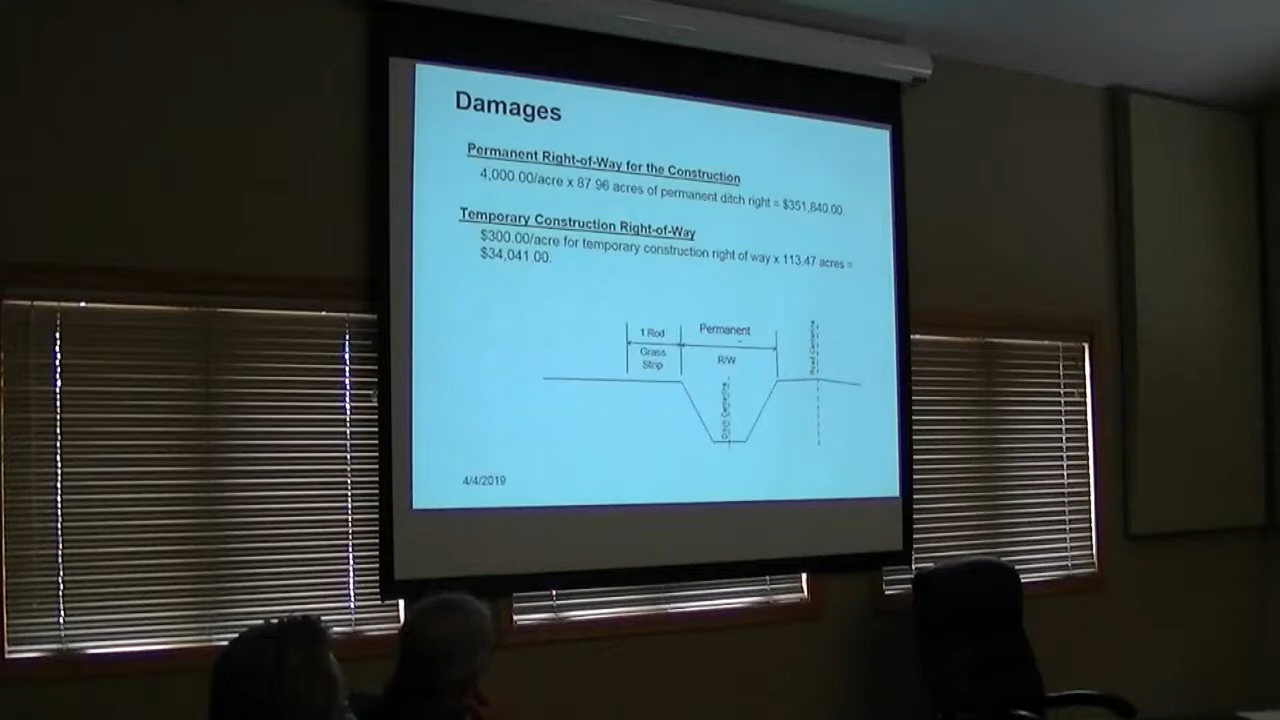 Damages
Permanent Right-of-Way for the Construction
4,000.00/acre x 87.96 acres of permanent ditch right = $351,840.00.
Temporary Construction Right-of-Way
$300.00/acre for temporary construction right of way x 113.47 acres =
$34,041.00.
1 Rod
Permanent
Grass
Strip
R/W
Road Centerline
Ditch Centerline
4/4/2019